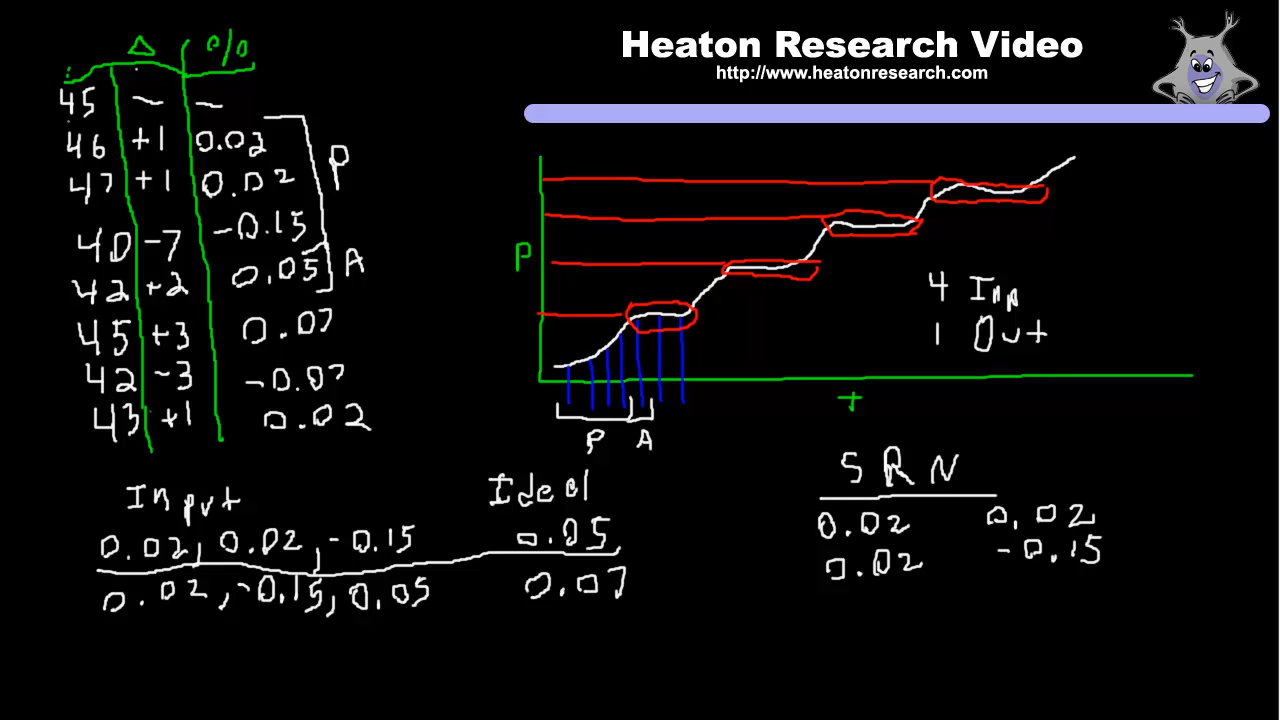 Heaton Research Video
http://www.heatonresearch.com
Δ %
45 — —
46 +1 0.02
47 +1 0.02
P
40 -7 -0.15
42 +2 0.05
A
45 +3 0.07
42 -3 -0.07
43 +1 0.02
P
4 Inp
1 Out
t
P A
Input Ideal
0.02, 0.02, -0.15 0.05
0.02, -0.15, 0.05 0.07
SRN
0.02 0.02
0.02 -0.15